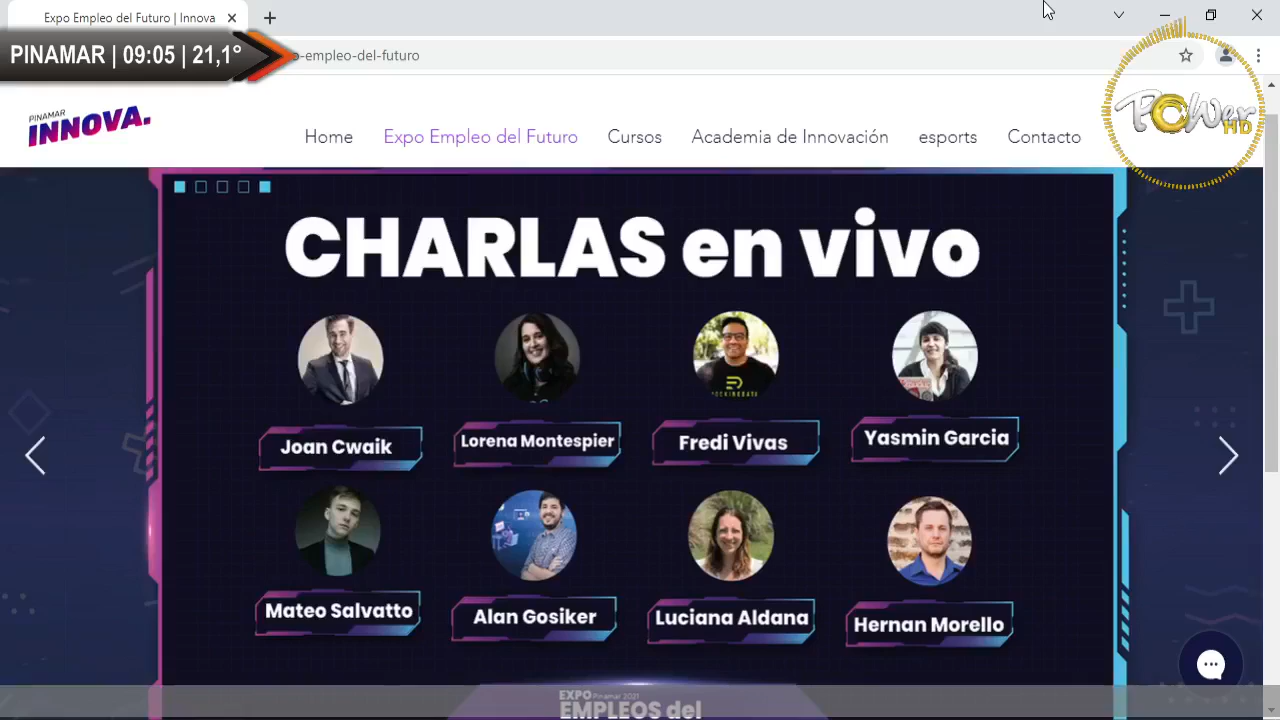 Expo Empleo del Futuro | Innova
PINAMAR | 09:05 | 21,1°
-empleo-del-futuro
PINAMAR
INNOVA.
Home
Expo Empleo del Futuro
Cursos
Academia de Innovación
esports
Contacto
Power
HD
CHARLAS en vivo
Joan Cwaik
Lorena Montespier
Fredi Vivas
Yasmin Garcia
Mateo Salvatto
Alan Gosiker
Luciana Aldana
Hernan Morello
EXPO Pinamar 2021
EMPLEOS del